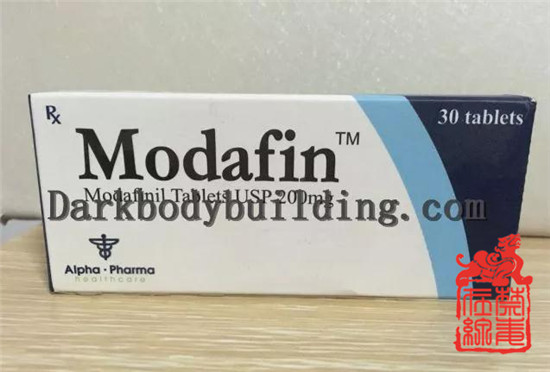 Rx
30 tablets
Modafin™
Modafinil Tablets USP 200mg
Darkbodybuilding.com
Alpha · Pharma
healthcare